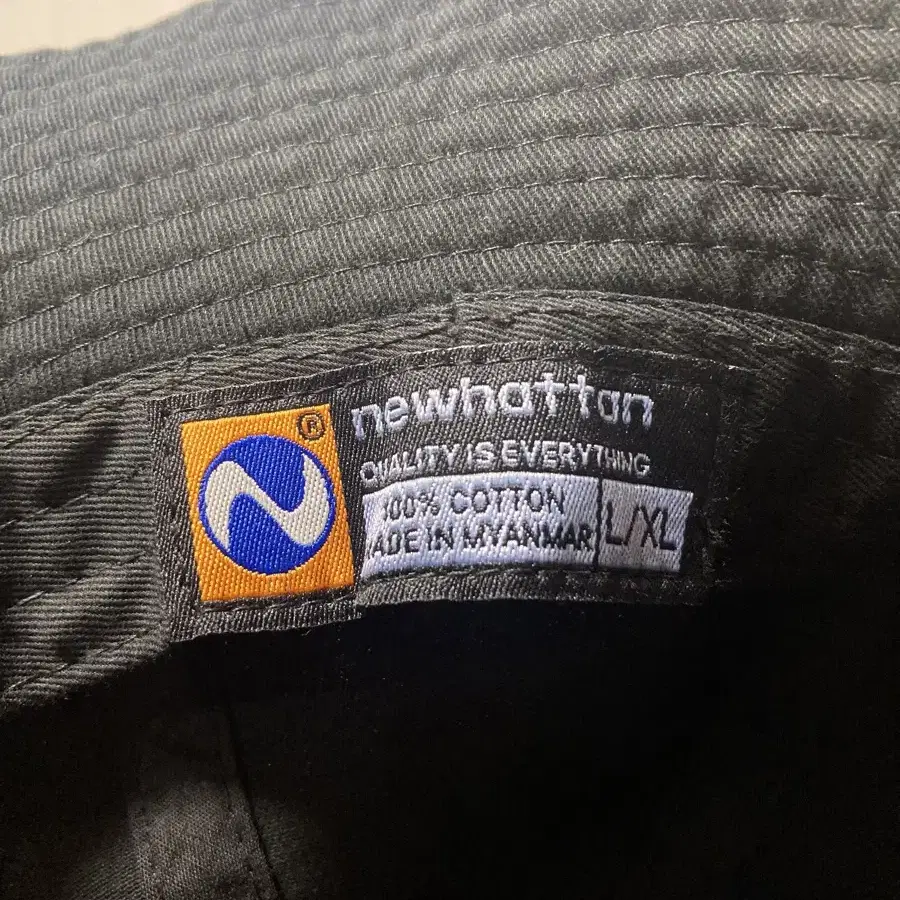 ®
newhattan
QUALITY IS EVERYTHING
100% COTTON
MADE IN MYANMAR
L/XL